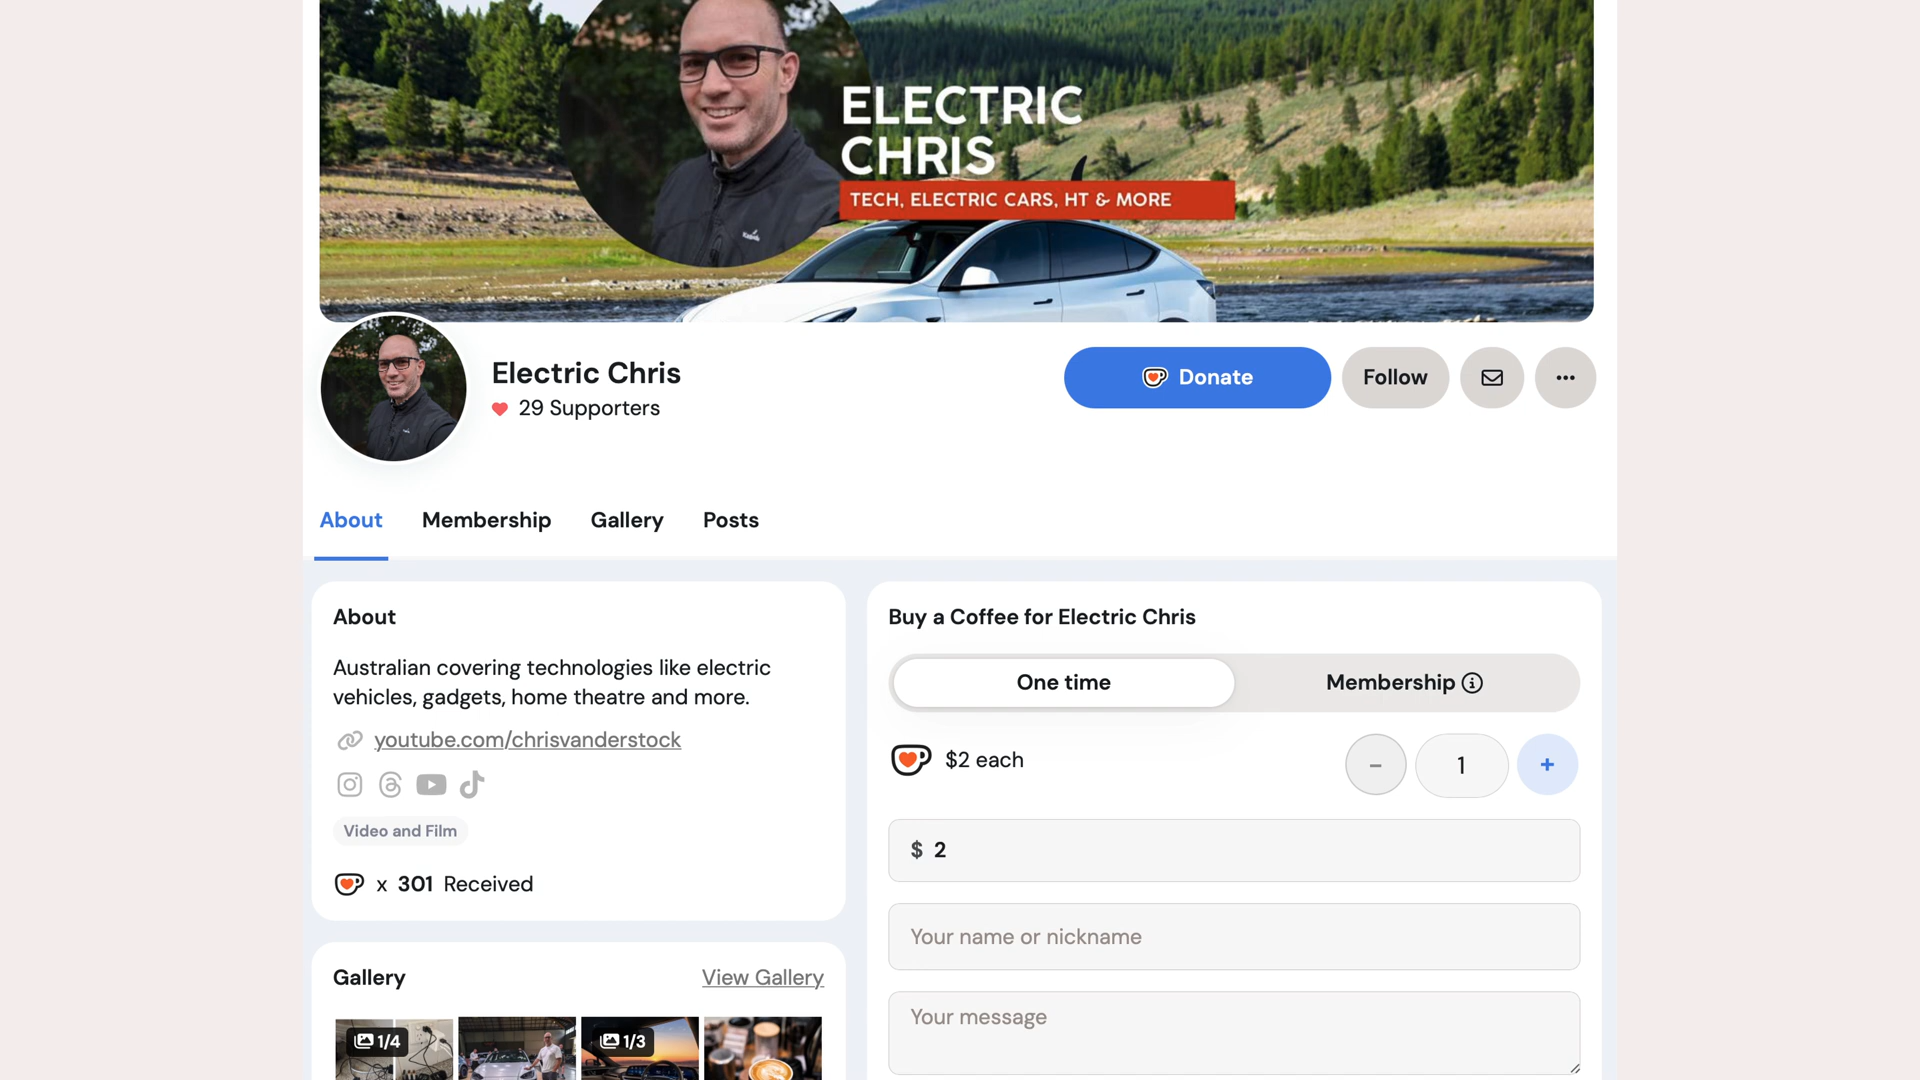 ELECTRIC
CHRIS
TECH, ELECTRIC CARS, HT & MORE
Electric Chris
29 Supporters
Donate
Follow
About
Membership
Gallery
Posts
About
Australian covering technologies like electric
vehicles, gadgets, home theatre and more.
youtube.com/chrisvanderstock
Video and Film
x 301 Received
Gallery
View Gallery
1/4
1/3
Buy a Coffee for Electric Chris
One time
Membership
$2 each
- 1 +
$ 2
Your name or nickname
Your message